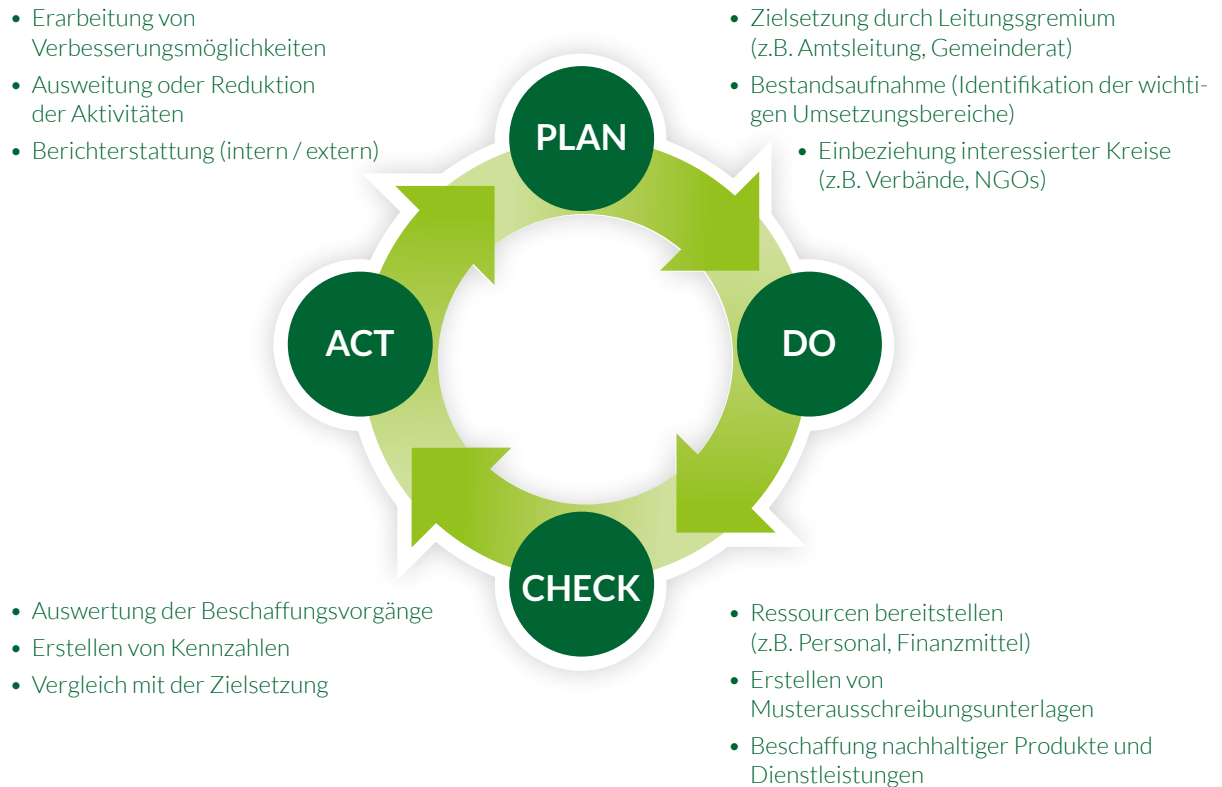 • Erarbeitung von
Verbesserungsmöglichkeiten
• Ausweitung oder Reduktion
der Aktivitäten
• Berichterstattung (intern / extern)
PLAN
• Zielsetzung durch Leitungsgremium
(z.B. Amtsleitung, Gemeinderat)
• Bestandsaufnahme (Identifikation der wichti-
gen Umsetzungsbereiche)
• Einbeziehung interessierter Kreise
(z.B. Verbände, NGOs)
ACT
DO
CHECK
• Auswertung der Beschaffungsvorgänge
• Erstellen von Kennzahlen
• Vergleich mit der Zielsetzung
• Ressourcen bereitstellen
(z.B. Personal, Finanzmittel)
• Erstellen von
Musterausschreibungsunterlagen
• Beschaffung nachhaltiger Produkte und
Dienstleistungen